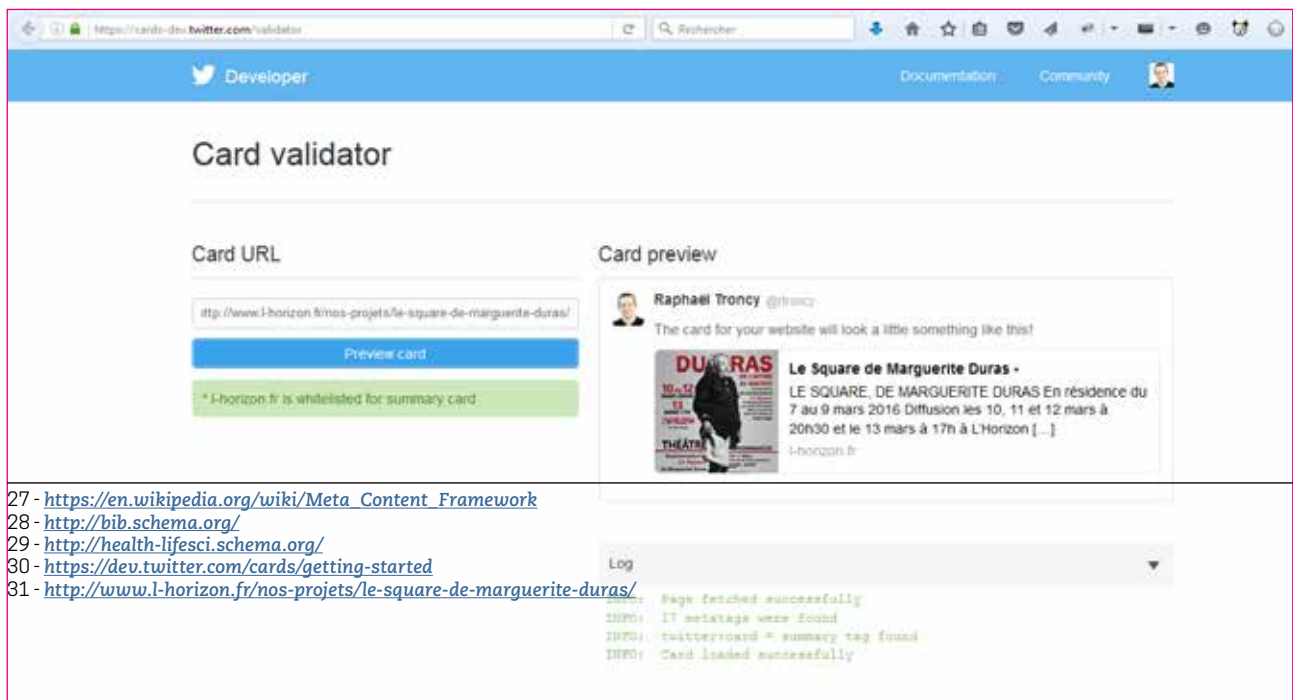 https://cards-dev.twitter.com/validator
Rechercher
Developer
Documentation
Community
Card validator
Card URL
Card preview
ttp://www.l-horizon.fr/nos-projets/le-square-de-marguerite-duras/
Preview card
* l-horizon.fr is whitelisted for summary card
Raphaël Troncy @rtroncy
The card for your website will look a little something like this!
DURAS
10 12
13
THÉÂTRE
Le Square de Marguerite Duras -
LE SQUARE, DE MARGUERITE DURAS En résidence du
7 au 9 mars 2016 Diffusion les 10, 11 et 12 mars à
20h30 et le 13 mars à 17h à L'Horizon [...]
l-horizon.fr
27 - https://en.wikipedia.org/wiki/Meta_Content_Framework
28 - http://bib.schema.org/
29 - http://health-lifesci.schema.org/
30 - https://dev.twitter.com/cards/getting-started
31 - http://www.l-horizon.fr/nos-projets/le-square-de-marguerite-duras/
Log
INFO: Page fetched successfully
INFO: 17 metatags were found
INFO: twitter:card = summary tag found
INFO: Card loaded successfully